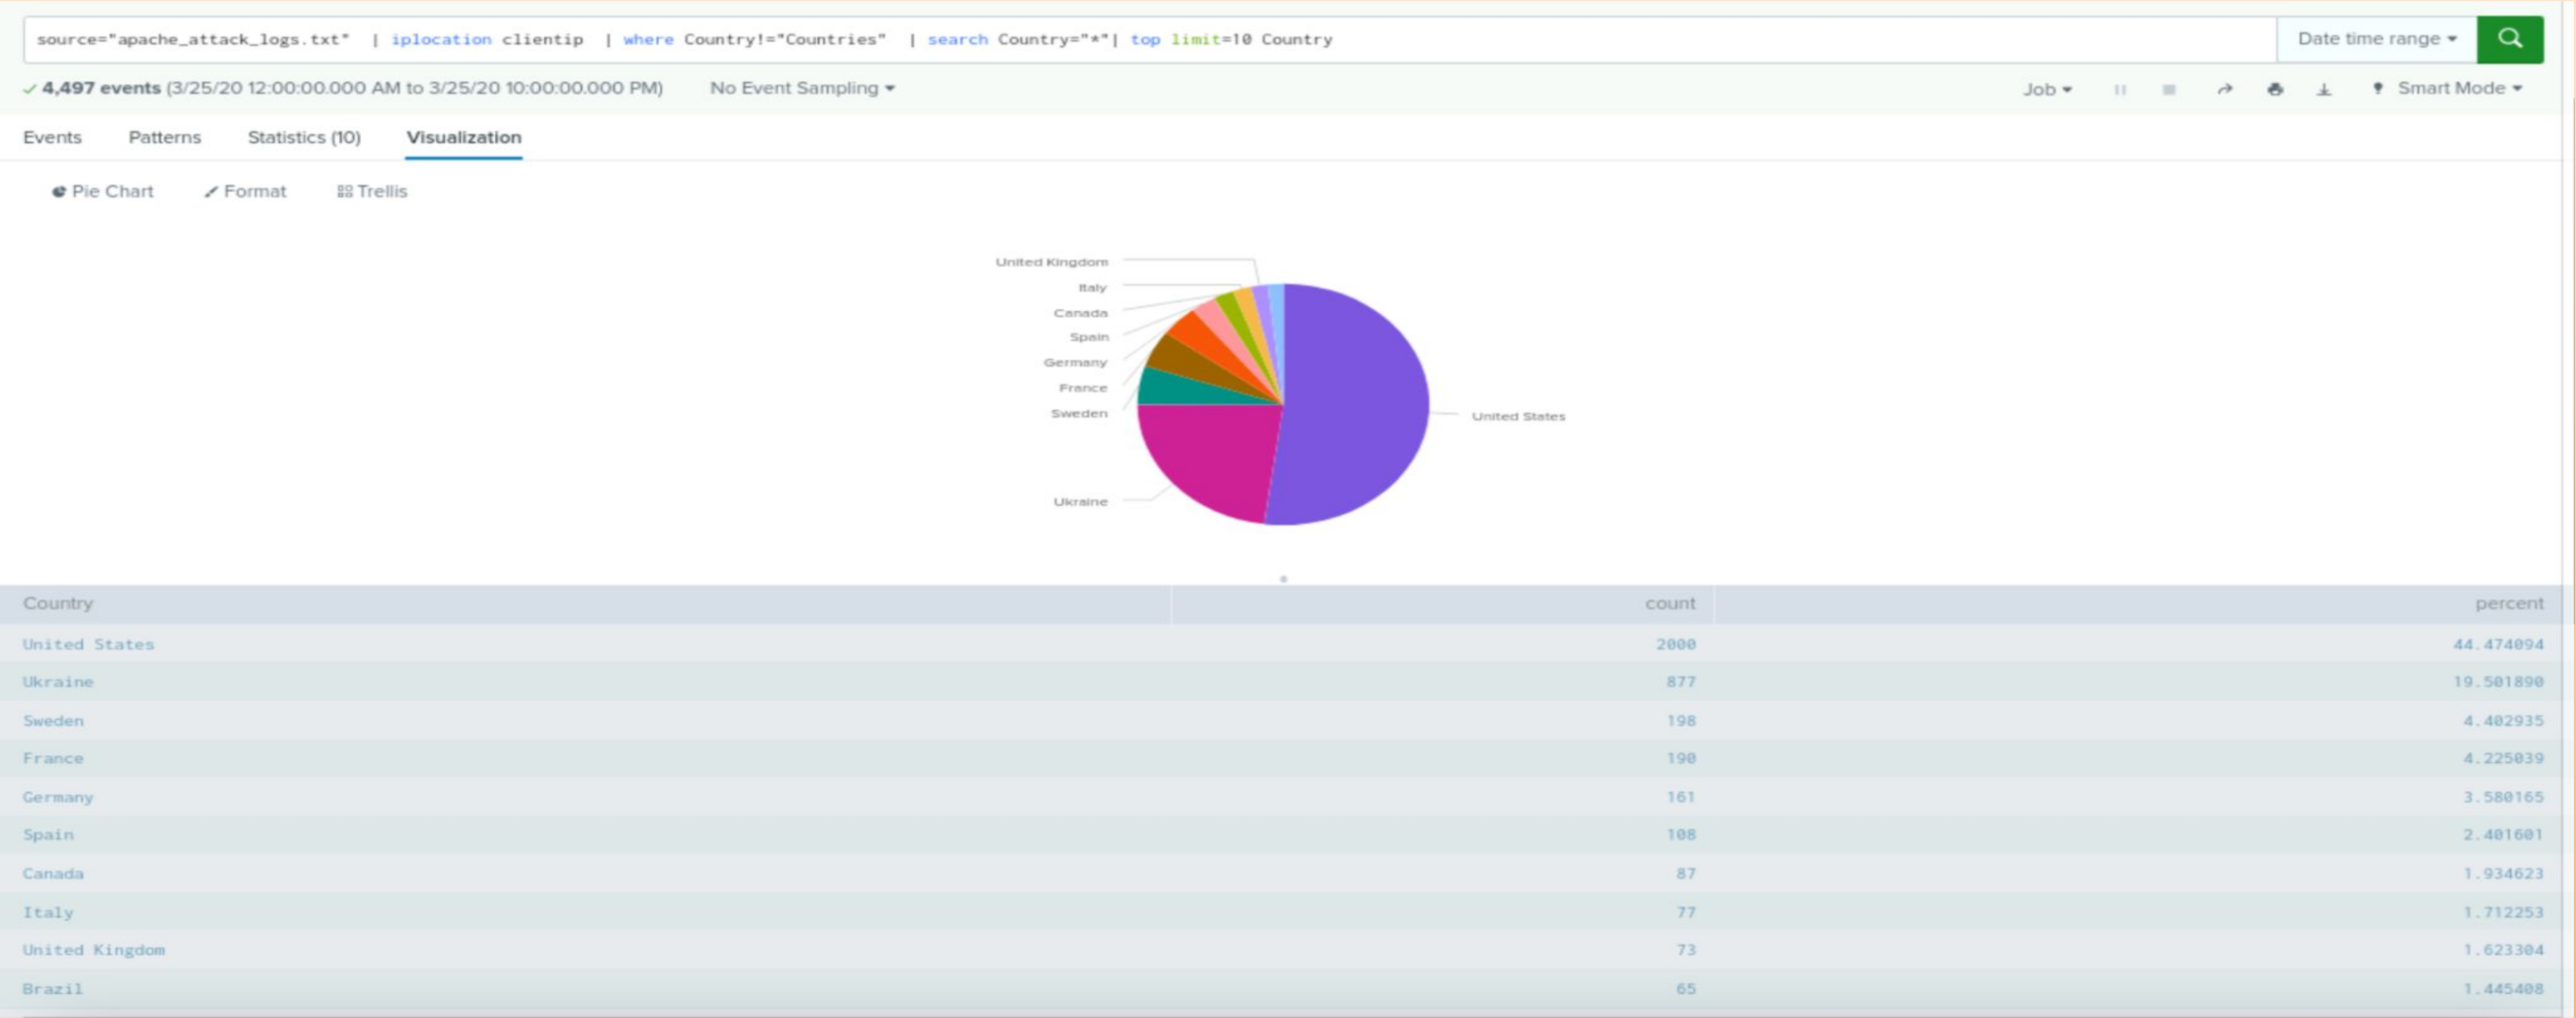 source="apache_attack_logs.txt" | iplocation clientip | where Country!="Countries" | search Country="*"| top limit=10 Country
Date time range
4,497 events (3/25/20 12:00:00.000 AM to 3/25/20 10:00:00.000 PM) No Event Sampling
Job Smart Mode
Events Patterns Statistics (10) Visualization
Pie Chart Format Trellis
United Kingdom
Italy
Canada
Spain
Germany
France
Sweden
United States
Ukraine
Country count percent
United States 2000 44.474094
Ukraine 877 19.501890
Sweden 198 4.402935
France 190 4.225039
Germany 161 3.580165
Spain 108 2.401601
Canada 87 1.934623
Italy 77 1.712253
United Kingdom 73 1.623304
Brazil 65 1.445408